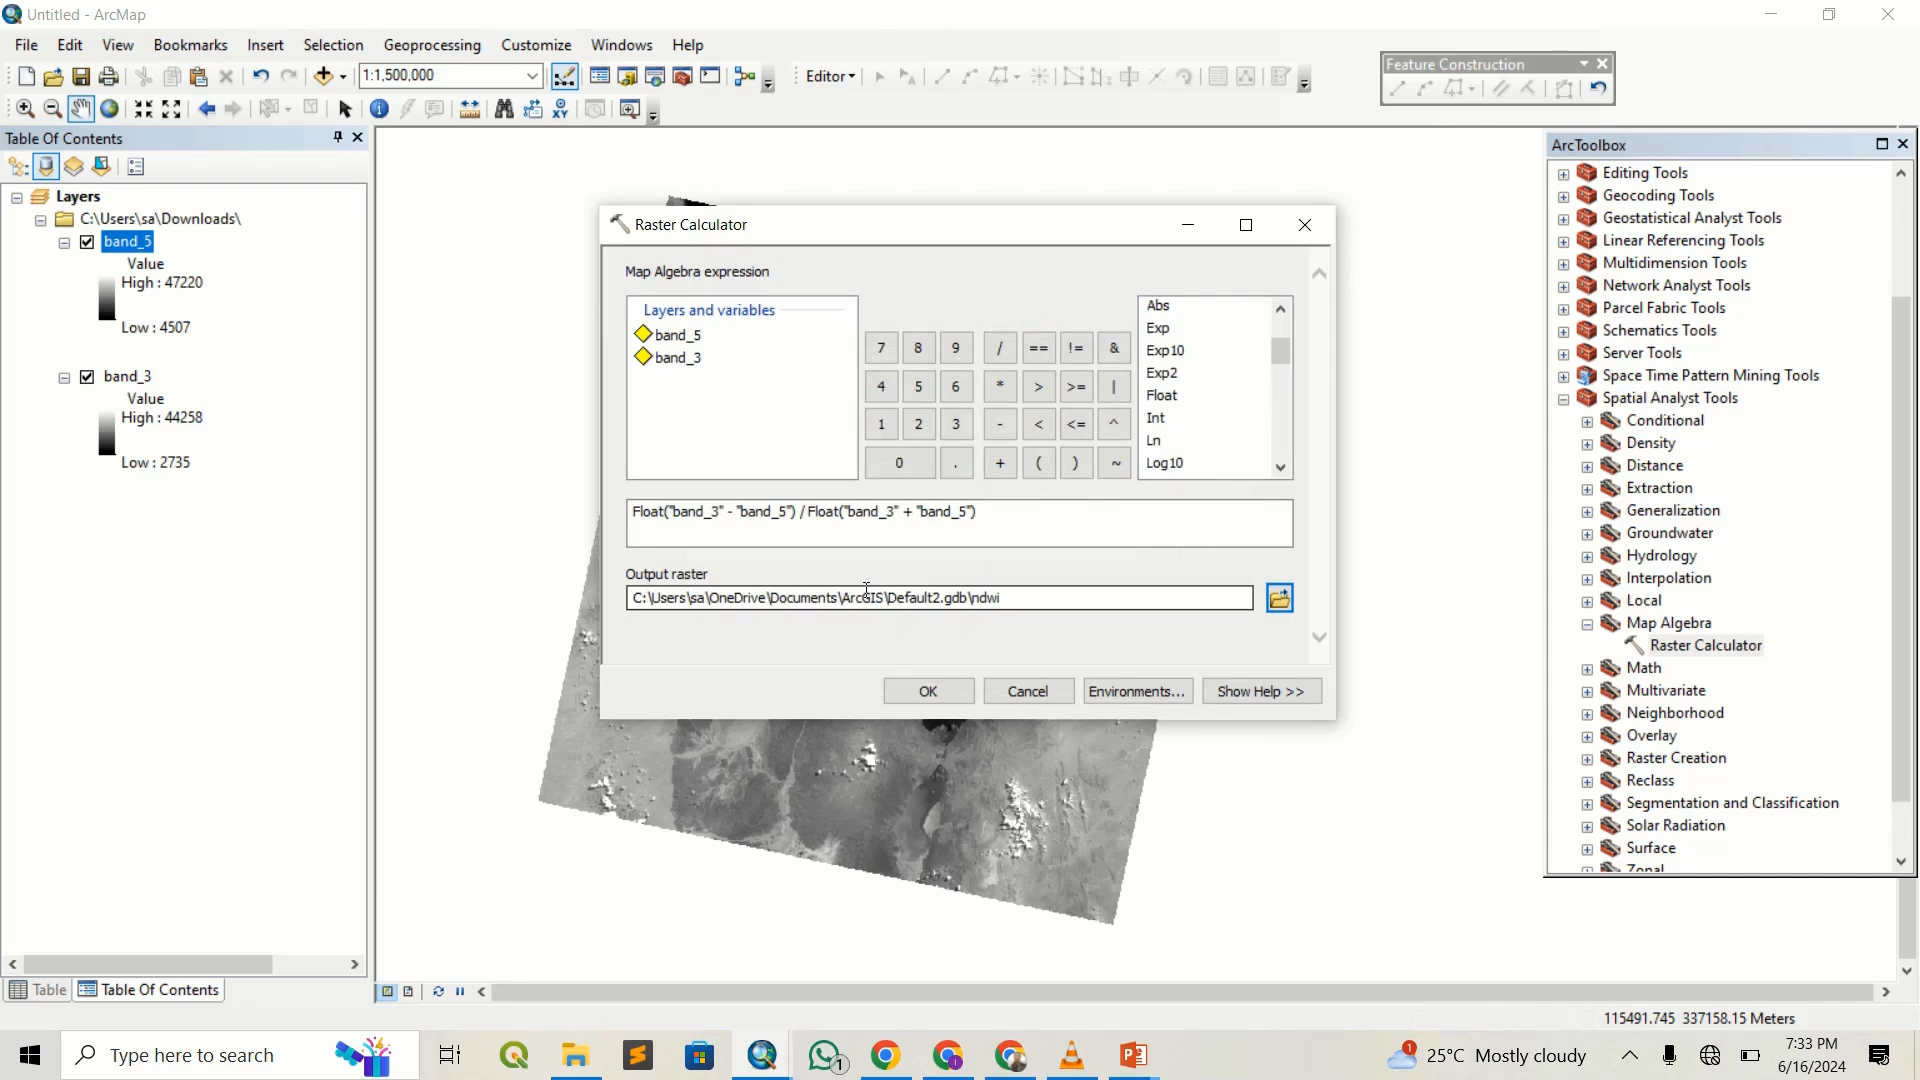 Untitled - ArcMap
File Edit View Bookmarks Insert Selection Geoprocessing Customize Windows Help
1:1,500,000
Editor
Feature Construction
Table Of Contents
Layers
C:\Users\sa\Downloads\
band_5
Value
High : 47220
Low : 4507
band_3
Value
High : 44258
Low : 2735
Raster Calculator
Map Algebra expression
Layers and variables
band_5
band_3
7 8 9 / == != &
4 5 6 * > >= |
1 2 3 - < <= ^
0 . + ( ) ~
Abs
Exp
Exp10
Exp2
Float
Int
Ln
Log10
Float("band_3" - "band_5") / Float("band_3" + "band_5")
Output raster
C:\Users\sa\OneDrive\Documents\ArcGIS\Default2.gdb\ndwi
OK Cancel Environments... Show Help >>
ArcToolbox
Editing Tools
Geocoding Tools
Geostatistical Analyst Tools
Linear Referencing Tools
Multidimension Tools
Network Analyst Tools
Parcel Fabric Tools
Schematics Tools
Server Tools
Space Time Pattern Mining Tools
Spatial Analyst Tools
Conditional
Density
Distance
Extraction
Generalization
Groundwater
Hydrology
Interpolation
Local
Map Algebra
Raster Calculator
Math
Multivariate
Neighborhood
Overlay
Raster Creation
Reclass
Segmentation and Classification
Solar Radiation
Surface
Zonal
Table Table Of Contents
115491.745 337158.15 Meters
Type here to search
1
1
25°C Mostly cloudy
7:33 PM
6/16/2024